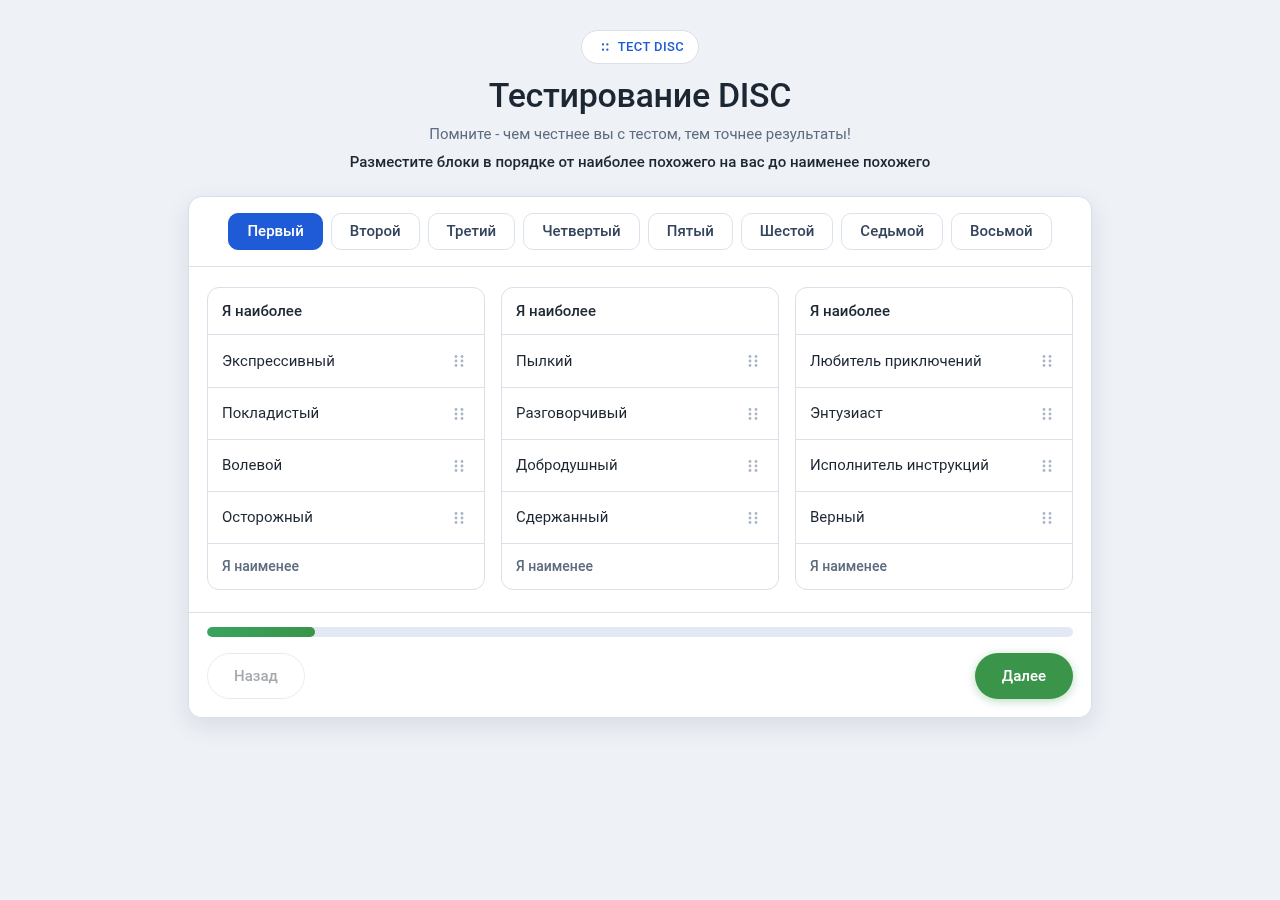 ТЕСТ DISC
Тестирование DISC
Помните - чем честнее вы с тестом, тем точнее результаты!
Разместите блоки в порядке от наиболее похожего на вас до наименее похожего
Первый Второй Третий Четвертый Пятый Шестой Седьмой Восьмой
Я наиболее
Экспрессивный
Покладистый
Волевой
Осторожный
Я наименее
Я наиболее
Пылкий
Разговорчивый
Добродушный
Сдержанный
Я наименее
Я наиболее
Любитель приключений
Энтузиаст
Исполнитель инструкций
Верный
Я наименее
Назад
Далее